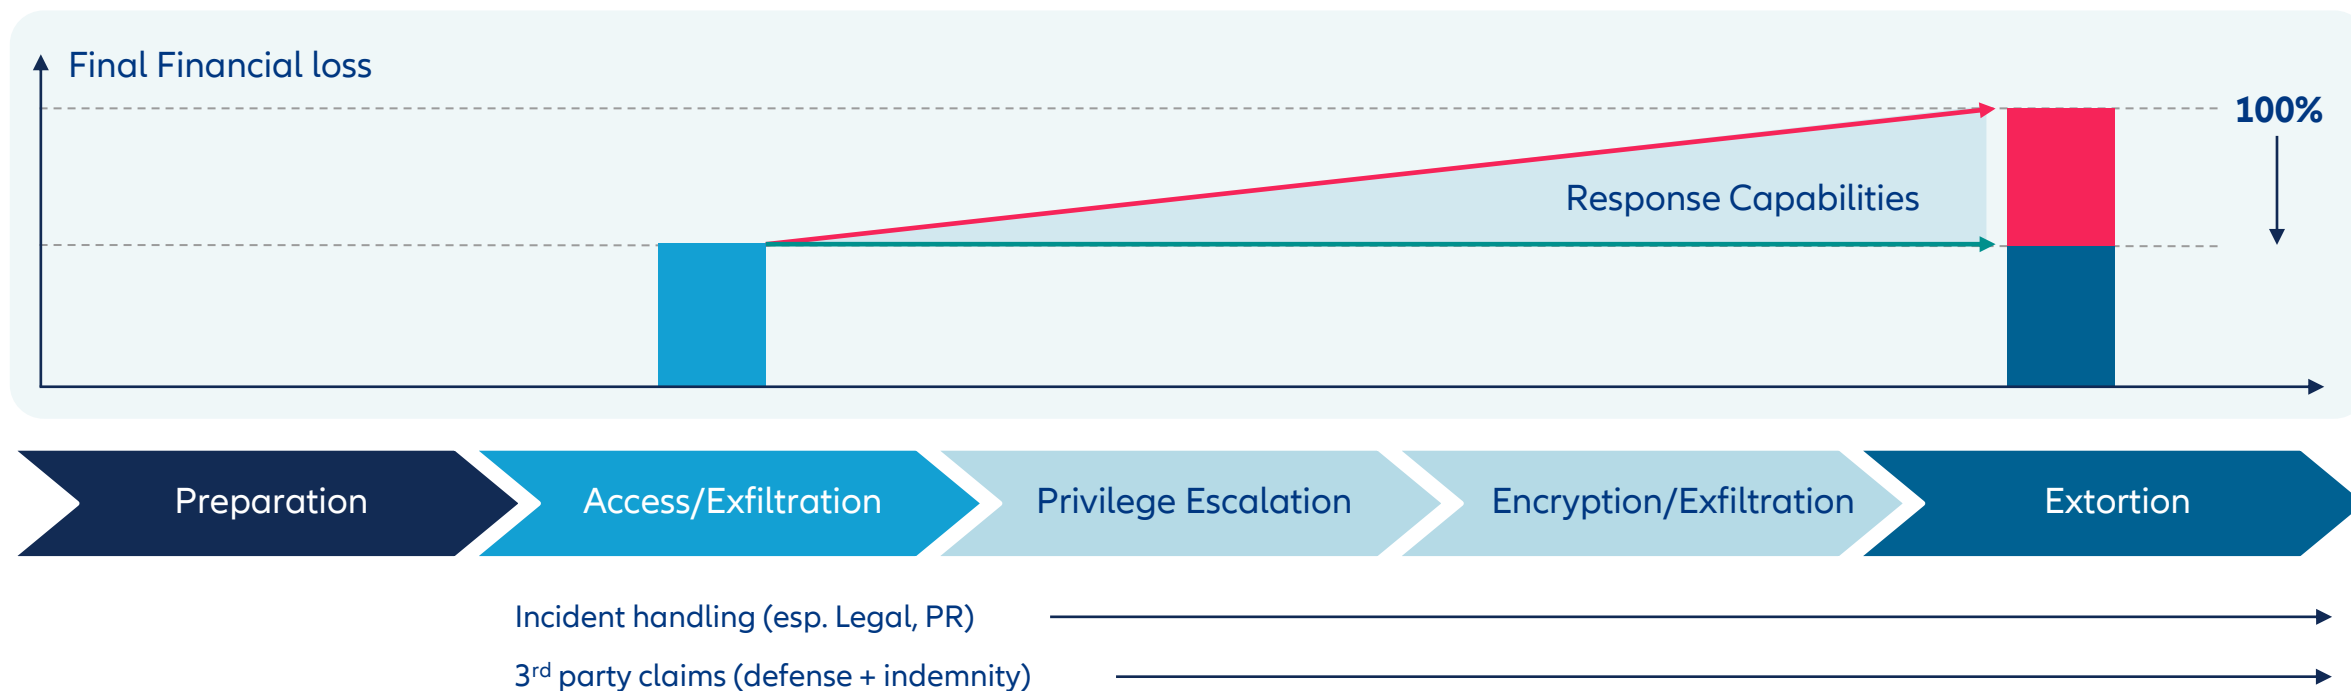 Final Financial loss
100%
Response Capabilities
Preparation
Access/Exfiltration
Privilege Escalation
Encryption/Exfiltration
Extortion
Incident handling (esp. Legal, PR)
3rd party claims (defense + indemnity)